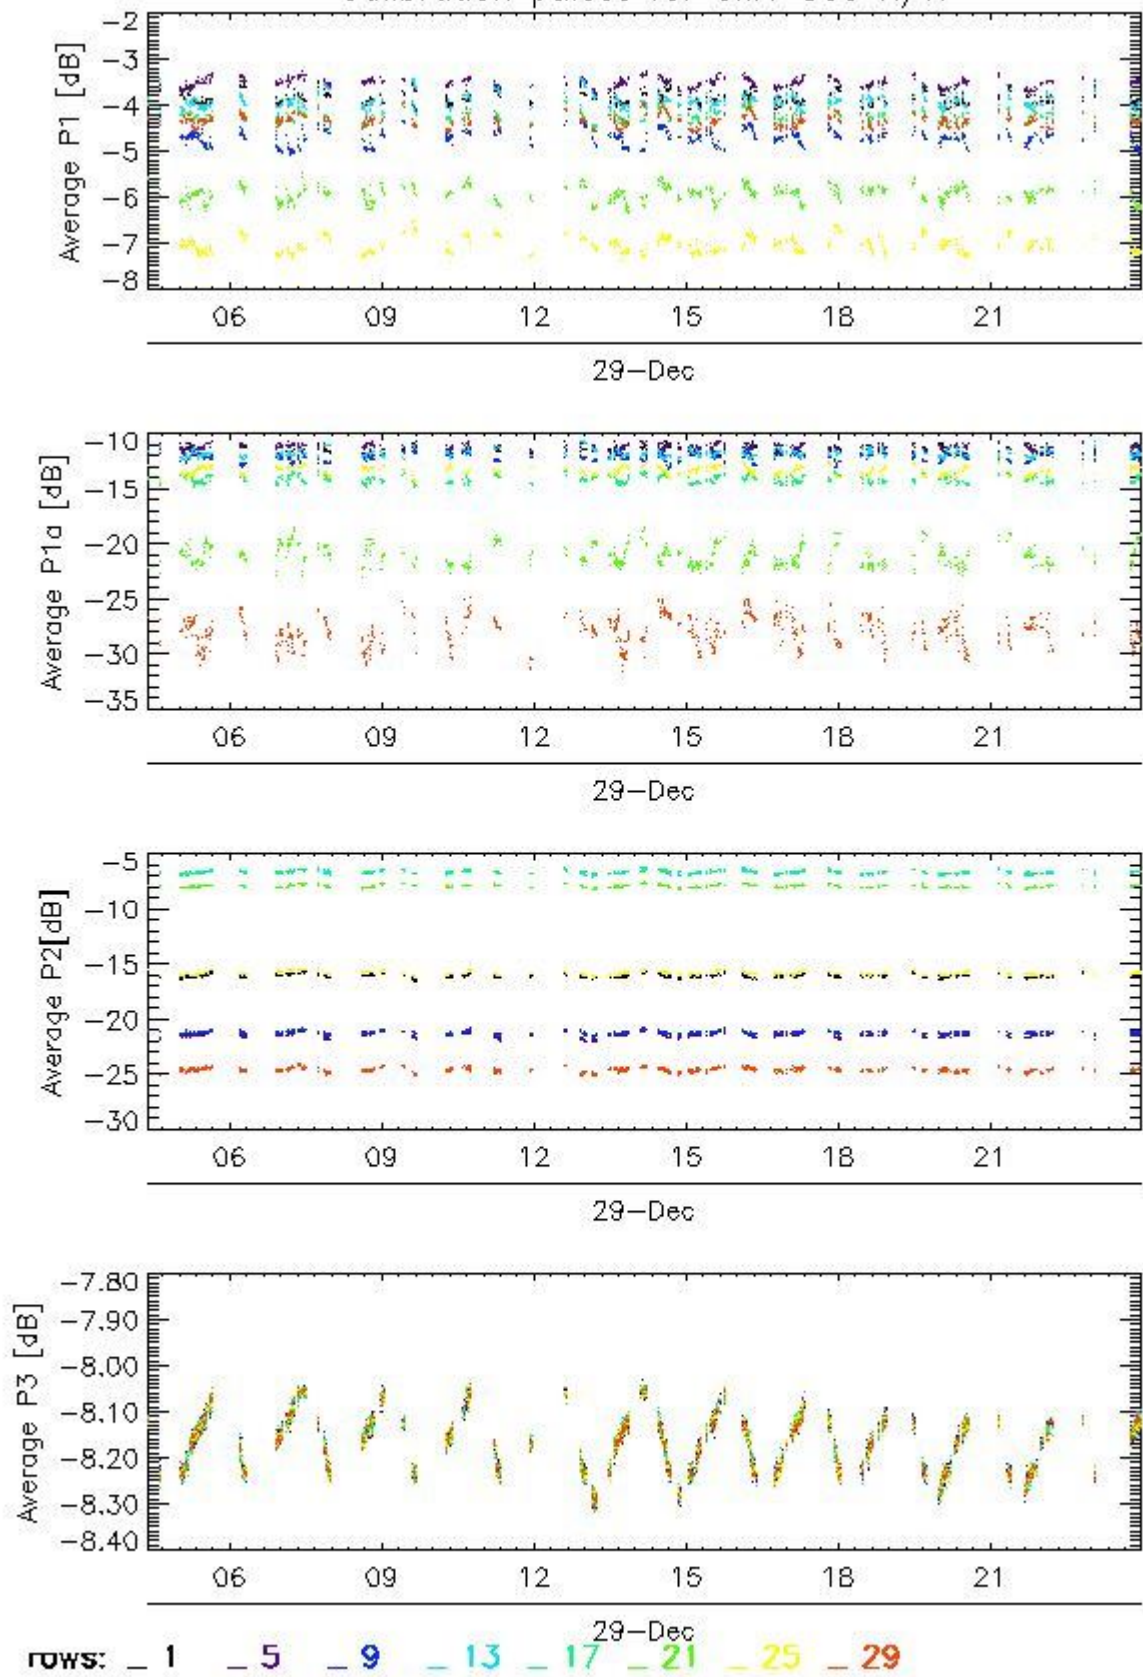 −2
−3
−4
−5
−6
−7
−8
Average P1 [dB]
06 09 12 15 18 21
29−Dec
−10
−15
−20
−25
−30
−35
Average P1a [dB]
06 09 12 15 18 21
29−Dec
−5
−10
−15
−20
−25
−30
Average P2[dB]
06 09 12 15 18 21
29−Dec
−7.80
−7.90
−8.00
−8.10
−8.20
−8.30
−8.40
Average P3 [dB]
06 09 12 15 18 21
29−Dec
rows: _ 1 _ 5 _ 9 _ 13 _ 17 _ 21 _ 25 _ 29